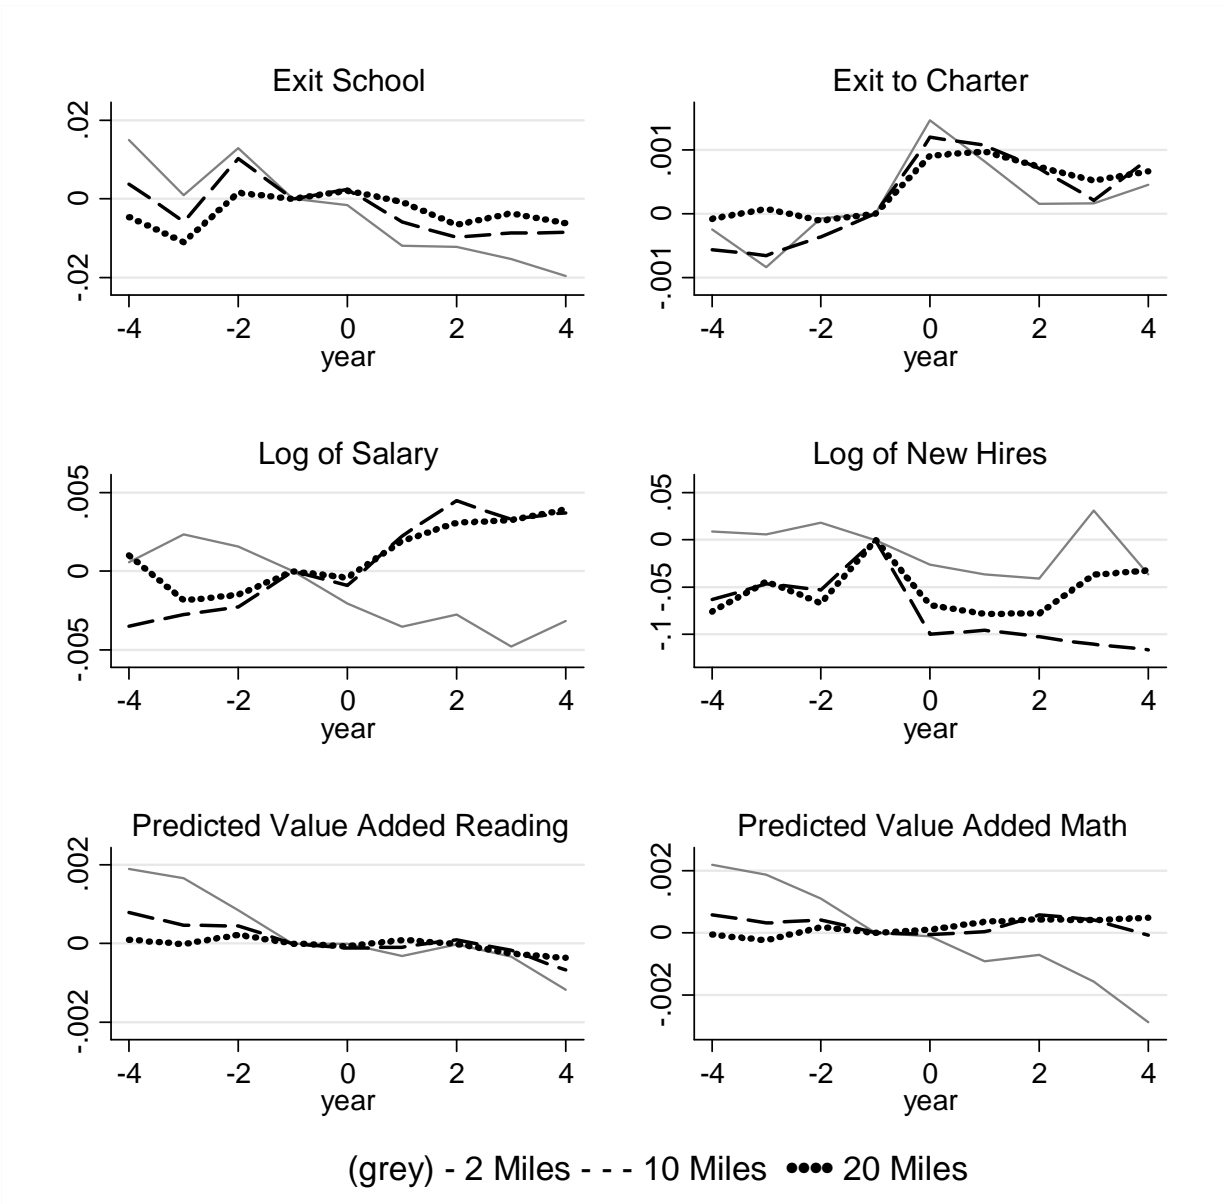 Exit School
.02
0
-.02
-4 -2 0 2 4
year
Exit to Charter
.001
0
-.001
-4 -2 0 2 4
year
Log of Salary
.005
0
-.005
-4 -2 0 2 4
year
Log of New Hires
.05
0
-.05
-.1
-4 -2 0 2 4
year
Predicted Value Added Reading
.002
0
-.002
-4 -2 0 2 4
year
Predicted Value Added Math
.002
0
-.002
-4 -2 0 2 4
year
(grey) - 2 Miles - - - 10 Miles •••• 20 Miles